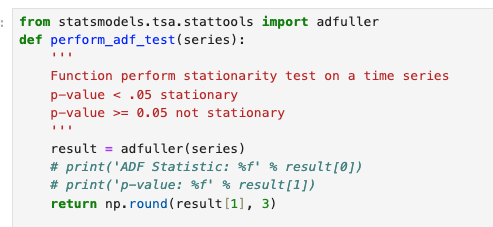 :
from statsmodels.tsa.stattools import adfuller
def perform_adf_test(series):
    '''
    Function perform stationarity test on a time series
    p-value < .05 stationary
    p-value >= 0.05 not stationary
    '''
    result = adfuller(series)
    # print('ADF Statistic: %f' % result[0])
    # print('p-value: %f' % result[1])
    return np.round(result[1], 3)